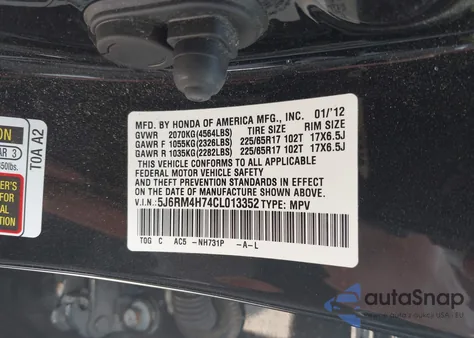 MFD. BY HONDA OF AMERICA MFG., INC. 01/'12
GVWR 2070KG(4564LBS) TIRE SIZE RIM SIZE
GAWR F 1055KG(2326LBS) 225/65R17 102T 17X6.5J
GAWR R 1035KG(2282LBS) 225/65R17 102T 17X6.5J
THIS VEHICLE CONFORMS TO ALL APPLICABLE
FEDERAL MOTOR VEHICLE SAFETY
AND THEFT PREVENTION STANDARDS IN EFFECT
ON THE DATE OF MANUFACTURE SHOWN ABOVE.
V.I.N.: 5J6RM4H74CL013352 TYPE: MPV
T0G C AC5 -NH731P -A-L
T0A A2
AR 3
850lbs.
autoSnap